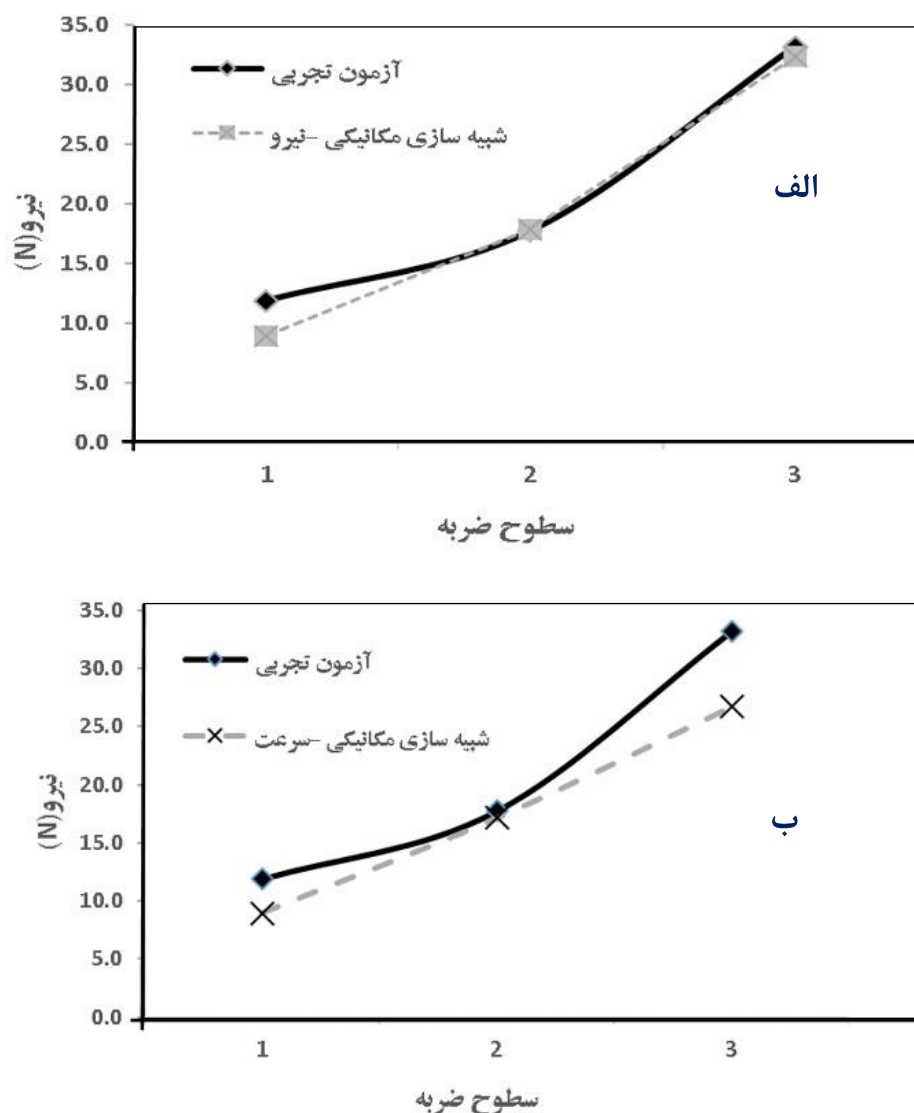 35.0
30.0
25.0
20.0
15.0
10.0
5.0
0.0
نیرو(N)
آزمون تجربی
شبیه سازی مکانیکی -نیرو
الف
1 2 3
سطوح ضربه
35.0
30.0
25.0
20.0
15.0
10.0
5.0
0.0
نیرو(N)
آزمون تجربی
شبیه سازی مکانیکی -سرعت
ب
1 2 3
سطوح ضربه